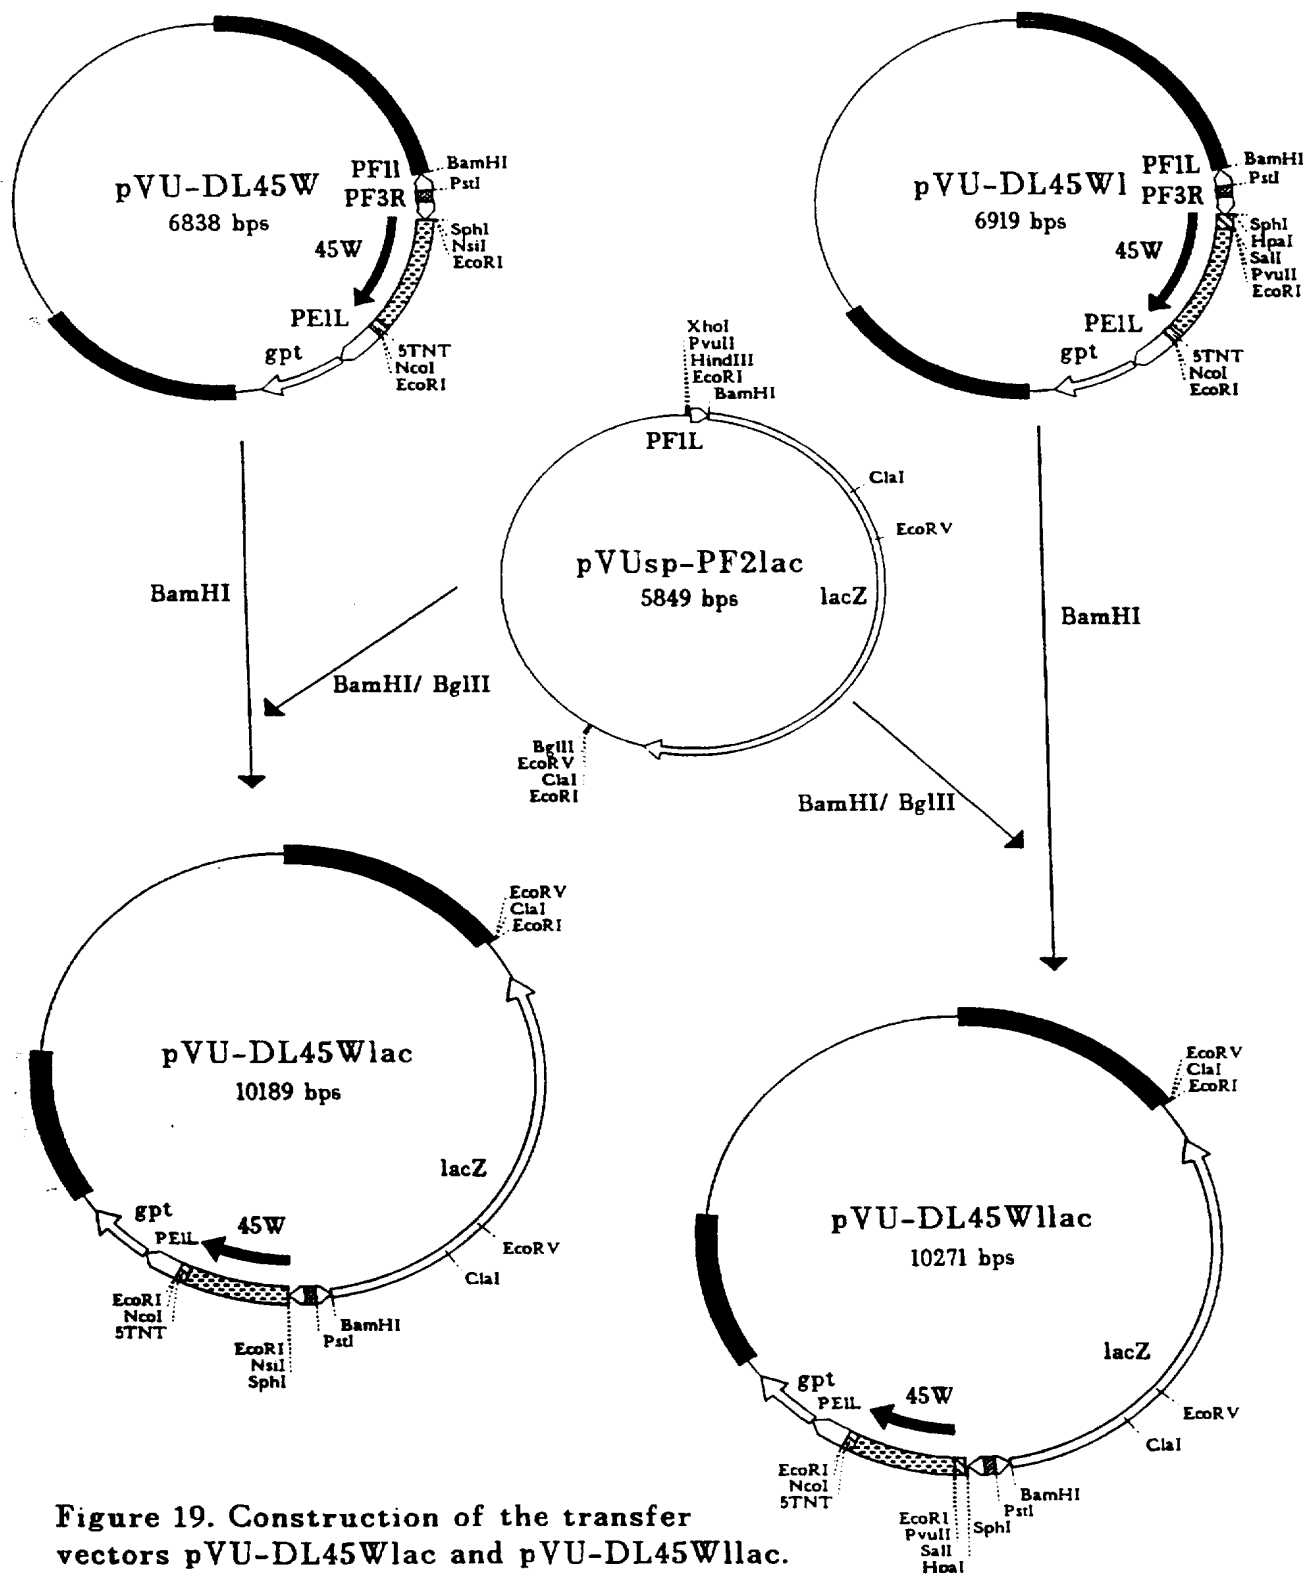 pVU-DL45W
6838 bps
PF1l
PF3R
BamHI
PstI
45W
SphI
NsiI
EcoRI
PE1L
gpt
5TNT
NcoI
EcoRI
pVU-DL45Wl
6919 bps
PF1L
PF3R
BamHI
PstI
45W
SphI
HpaI
SalI
PvuII
EcoRI
PE1L
gpt
5TNT
NcoI
EcoRI
XhoI
PvuII
HindIII
EcoRI
BamHI
PF1L
ClaI
EcoRV
pVUsp-PF2lac
5849 bps
lacZ
BglII
EcoRV
ClaI
EcoRI
BamHI
BamHI/ BglII
BamHI
BamHI/ BglII
EcoRV
ClaI
EcoRI
pVU-DL45Wlac
10189 bps
lacZ
gpt
PE1L
45W
EcoRV
ClaI
EcoRI
NcoI
5TNT
BamHI
PstI
EcoRI
NsiI
SphI
EcoRV
ClaI
EcoRI
pVU-DL45Wllac
10271 bps
lacZ
gpt
PE1L
45W
EcoRV
ClaI
EcoRI
NcoI
5TNT
BamHI
PstI
SphI
EcoRI
PvuII
SalI
HpaI
Figure 19. Construction of the transfer
vectors pVU-DL45Wlac and pVU-DL45Wllac.